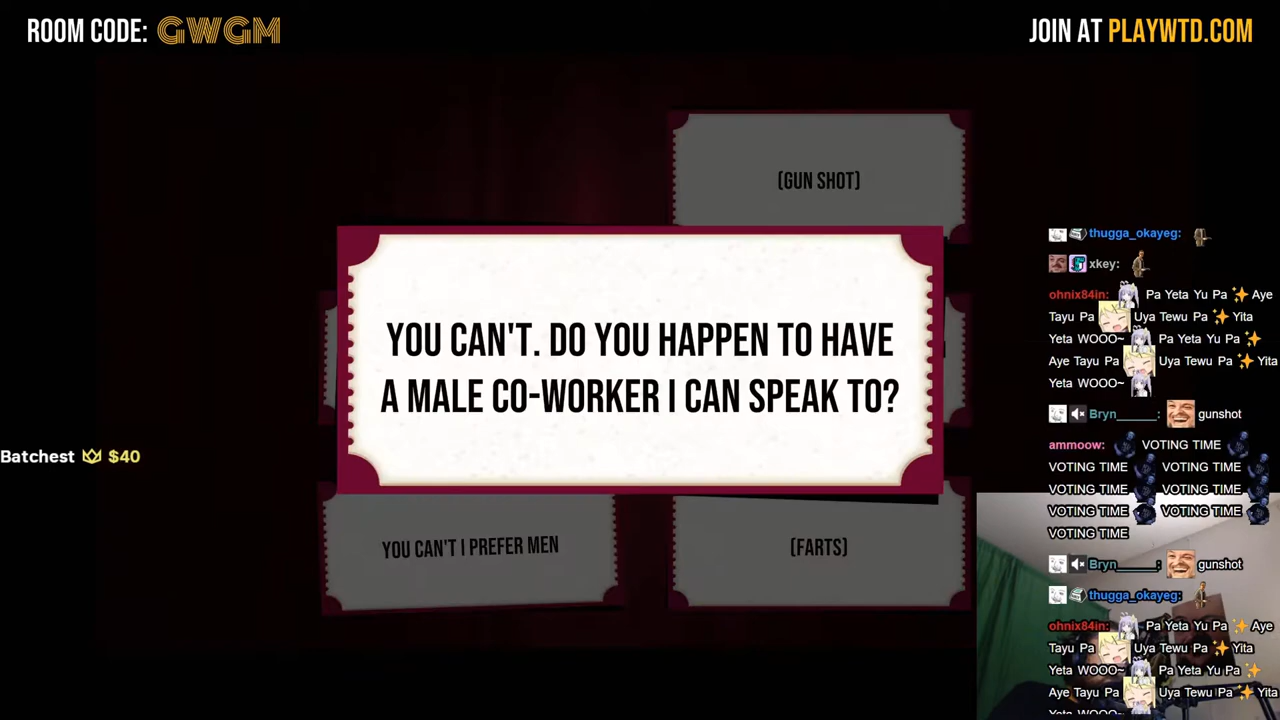 ROOM CODE: GWGM
JOIN AT PLAYWTD.COM
(GUN SHOT)
YOU CAN'T. DO YOU HAPPEN TO HAVE
A MALE CO-WORKER I CAN SPEAK TO?
YOU CAN'T I PREFER MEN
(FARTS)
Batchest $40
thugga_okayeg:
xkey:
ohnix84in: Pa Yeta Yu Pa ✨ Aye
Tayu Pa Uya Tewu Pa ✨ Yita
Yeta WOOO~ Pa Yeta Yu Pa ✨
Aye Tayu Pa Uya Tewu Pa ✨ Yita
Yeta WOOO~
Bryn______: gunshot
ammoow: VOTING TIME
VOTING TIME VOTING TIME
VOTING TIME VOTING TIME
VOTING TIME VOTING TIME
VOTING TIME
Bryn______: gunshot
thugga_okayeg:
ohnix84in: Pa Yeta Yu Pa ✨ Aye
Tayu Pa Uya Tewu Pa ✨ Yita
Yeta WOOO~ Pa Yeta Yu Pa ✨
Aye Tayu Pa Uya Tewu Pa ✨ Yita
Yeta WOOO~